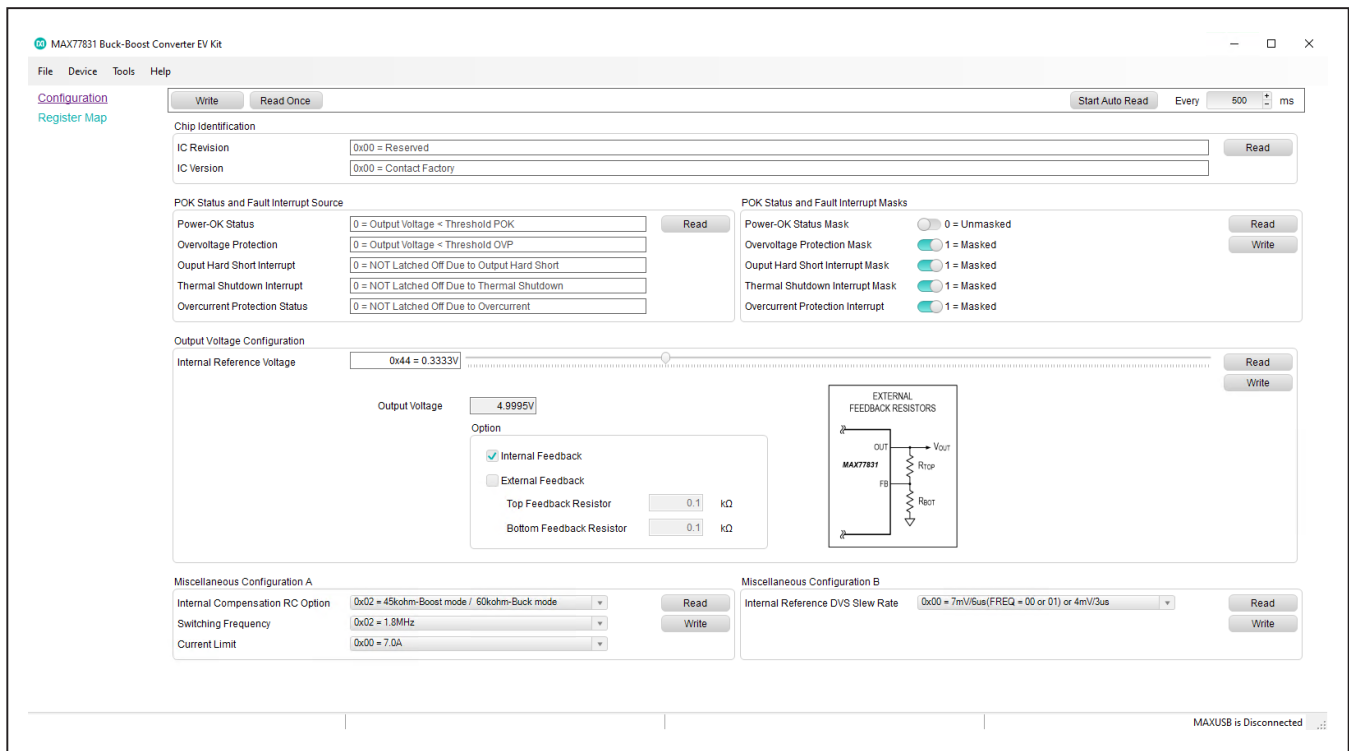 MAX77831 Buck-Boost Converter EV Kit
File Device Tools Help
Configuration
Register Map
Write Read Once Start Auto Read Every 500 ms
Chip Identification
IC Revision 0x00 = Reserved Read
IC Version 0x00 = Contact Factory
POK Status and Fault Interrupt Source
Power-OK Status 0 = Output Voltage < Threshold POK Read
Overvoltage Protection 0 = Output Voltage < Threshold OVP
Ouput Hard Short Interrupt 0 = NOT Latched Off Due to Output Hard Short
Thermal Shutdown Interrupt 0 = NOT Latched Off Due to Thermal Shutdown
Overcurrent Protection Status 0 = NOT Latched Off Due to Overcurrent
POK Status and Fault Interrupt Masks
Power-OK Status Mask 0 = Unmasked Read
Overvoltage Protection Mask 1 = Masked Write
Ouput Hard Short Interrupt Mask 1 = Masked
Thermal Shutdown Interrupt Mask 1 = Masked
Overcurrent Protection Interrupt 1 = Masked
Output Voltage Configuration
Internal Reference Voltage 0x44 = 0.3333V Read
Write
Output Voltage 4.9995V
Option
Internal Feedback
External Feedback
Top Feedback Resistor 0.1 kΩ
Bottom Feedback Resistor 0.1 kΩ
EXTERNAL
FEEDBACK RESISTORS
OUT VOUT
MAX77831 RTOP
FB
RBOT
Miscellaneous Configuration A
Internal Compensation RC Option 0x02 = 45kohm-Boost mode / 60kohm-Buck mode Read
Switching Frequency 0x02 = 1.8MHz Write
Current Limit 0x00 = 7.0A
Miscellaneous Configuration B
Internal Reference DVS Slew Rate 0x00 = 7mV/6us(FREQ = 00 or 01) or 4mV/3us Read
Write
MAXUSB is Disconnected